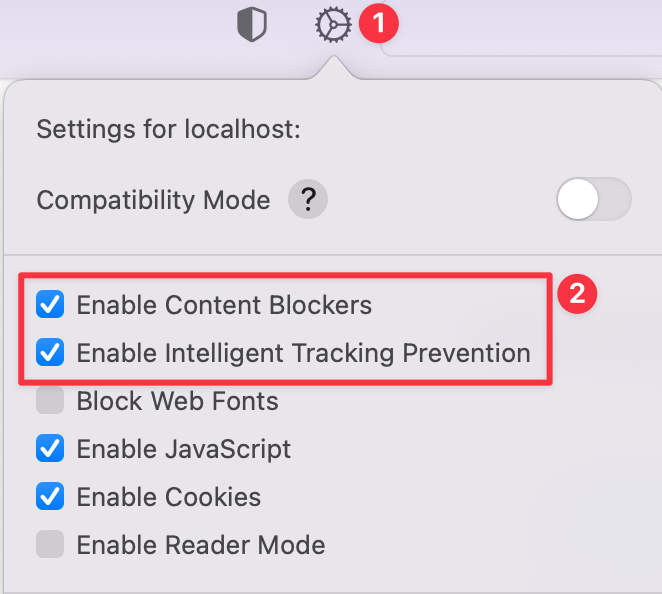 1
Settings for localhost:
Compatibility Mode ?
Enable Content Blockers
2
Enable Intelligent Tracking Prevention
Block Web Fonts
Enable JavaScript
Enable Cookies
Enable Reader Mode